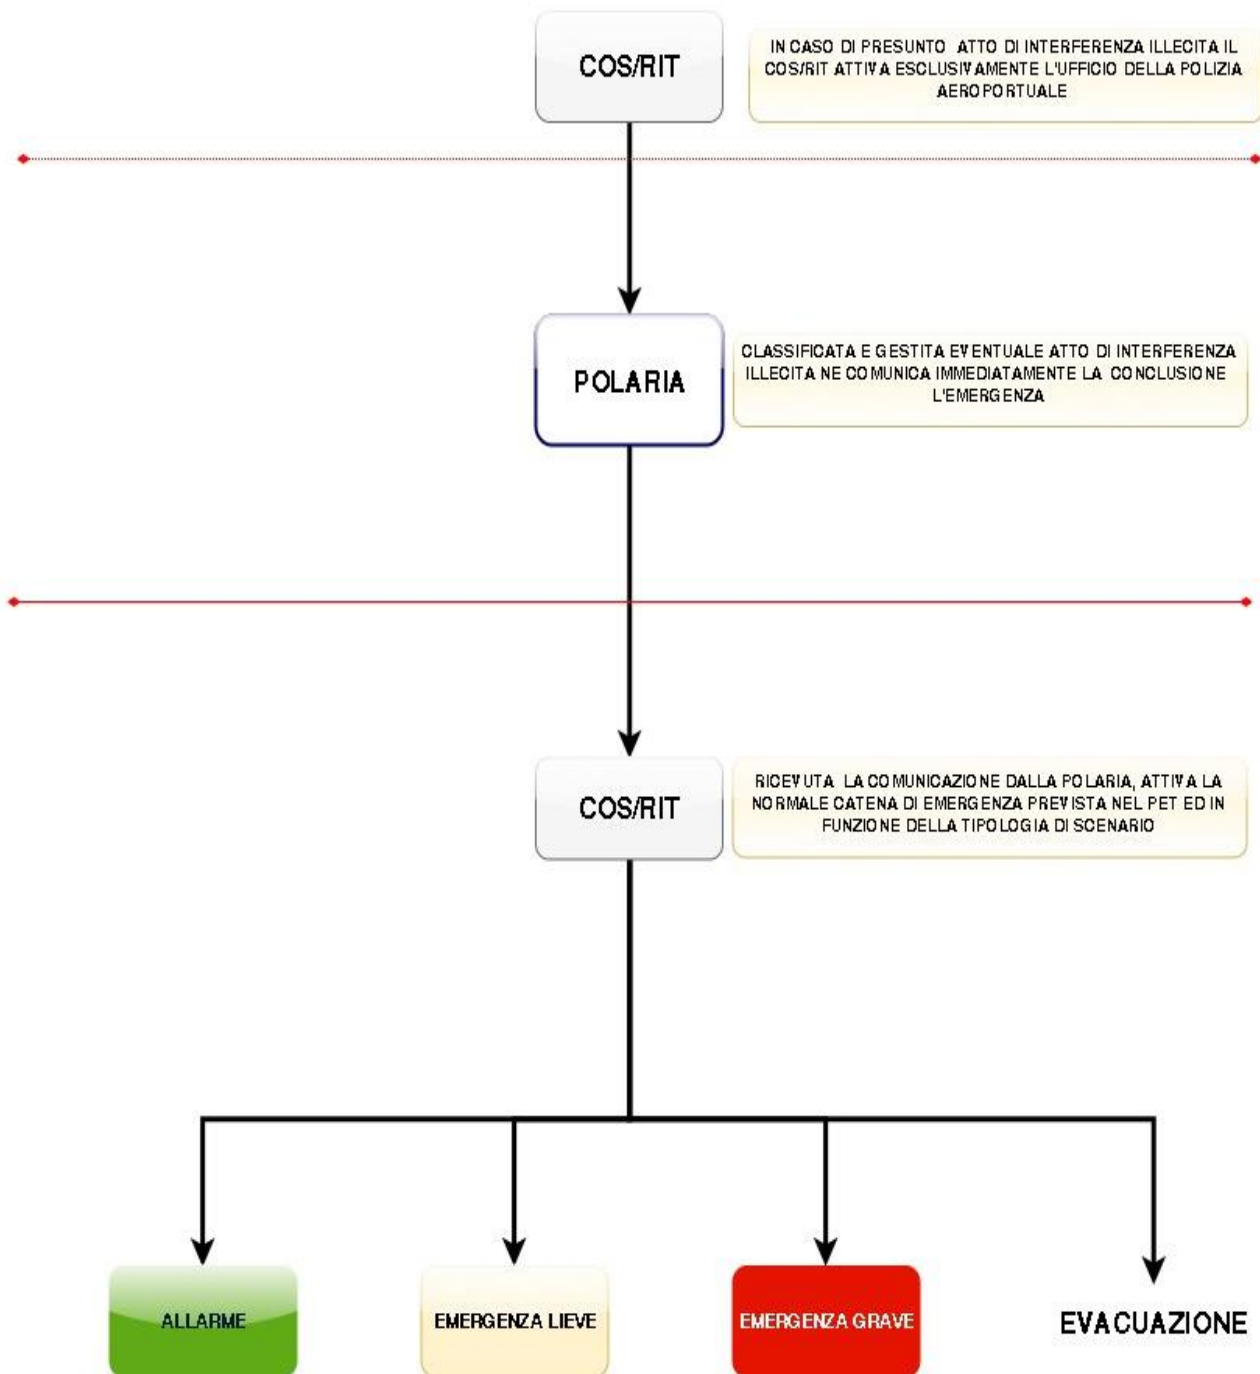 COS/RIT
IN CASO DI PRESUNTO ATTO DI INTERFERENZA ILLECITA IL
COS/RIT ATTIVA ESCLUSIVAMENTE L'UFFICIO DELLA POLIZIA
AEROPORTUALE
POLARIA
CLASSIFICATA E GESTITA EVENTUALE ATTO DI INTERFERENZA
ILLECITA NE COMUNICA IMMEDIATAMENTE LA CONCLUSIONE
L'EMERGENZA
COS/RIT
RICEVUTA LA COMUNICAZIONE DALLA POLARIA, ATTIVA LA
NORMALE CATENA DI EMERGENZA PREVISTA NEL PET ED IN
FUNZIONE DELLA TIPOLOGIA DI SCENARIO
ALLARME
EMERGENZA LIEVE
EMERGENZA GRAVE
EVACUAZIONE